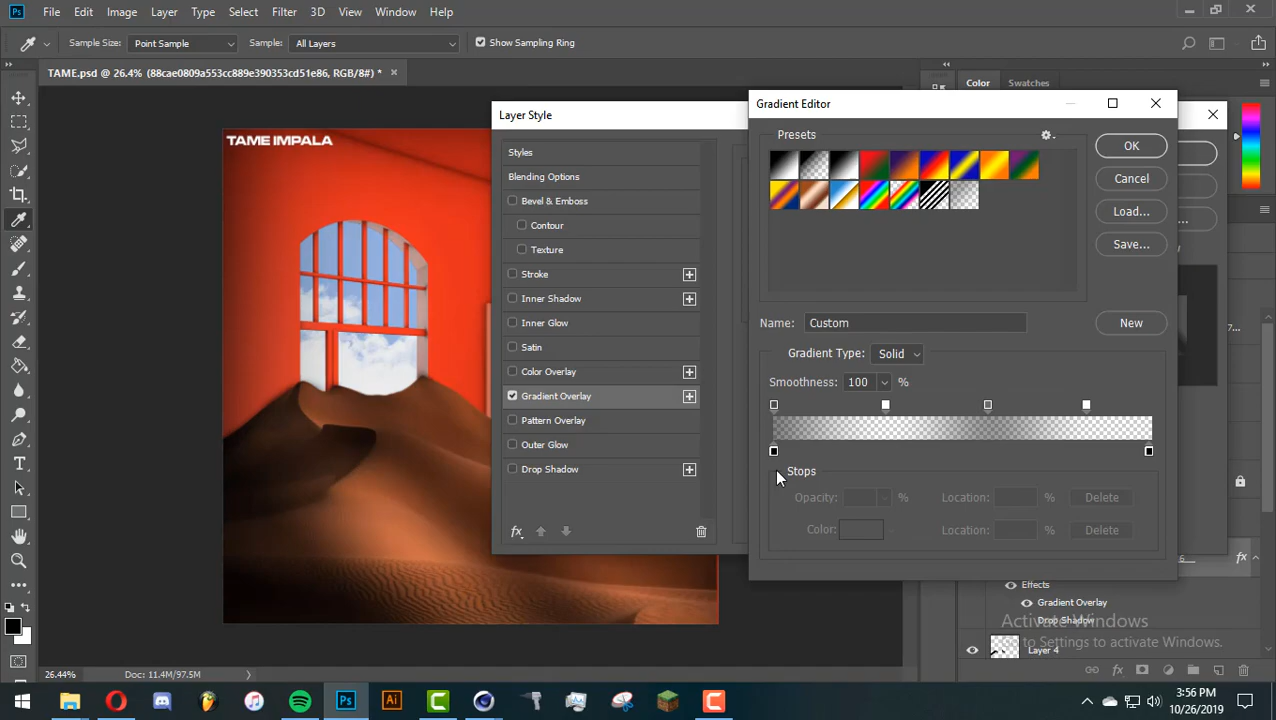 Ps File Edit Image Layer Type Select Filter 3D View Window Help
Sample Size: Point Sample Sample: All Layers Show Sampling Ring
TAME.psd @ 26.4% (88cae0809a553cc889e390353cd51e86, RGB/8#) *
Color Swatches
TAME IMPALA
Layer Style
Styles
Blending Options
Bevel & Emboss
Contour
Texture
Stroke
Inner Shadow
Inner Glow
Satin
Color Overlay
Gradient Overlay
Pattern Overlay
Outer Glow
Drop Shadow
fx
Gradient Editor
Presets
OK
Cancel
Load...
Save...
Name: Custom
New
Gradient Type: Solid
Smoothness: 100 %
Stops
Opacity: % Location: % Delete
Color: Location: % Delete
fx
Effects
Gradient Overlay
Drop Shadow
Layer 4
Activate Windows
to Settings to activate Windows.
fx
26.44% Doc: 11.4M/97.5M
Ps Ai
3:56 PM
10/26/2019